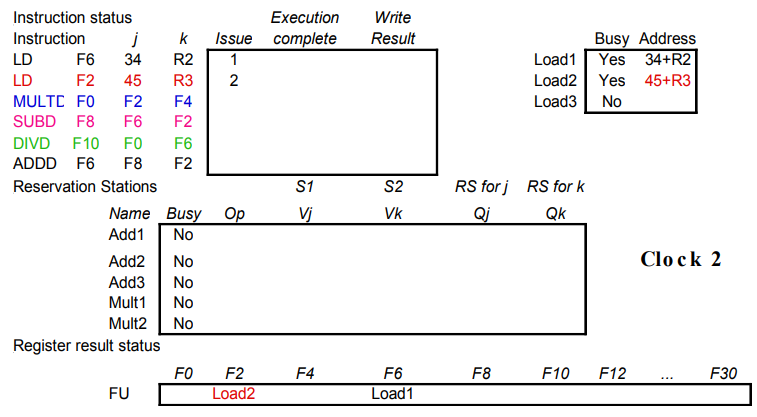 Instruction status Execution Write
Instruction j k Issue complete Result Busy Address
LD F6 34 R2 1 Load1 Yes 34+R2
LD F2 45 R3 2 Load2 Yes 45+R3
MULTD F0 F2 F4 Load3 No
SUBD F8 F6 F2
DIVD F10 F0 F6
ADDD F6 F8 F2
Reservation Stations S1 S2 RS for j RS for k
Name Busy Op Vj Vk Qj Qk
Add1 No
Add2 No
Clock 2
Add3 No
Mult1 No
Mult2 No
Register result status
F0 F2 F4 F6 F8 F10 F12 ... F30
FU Load2 Load1